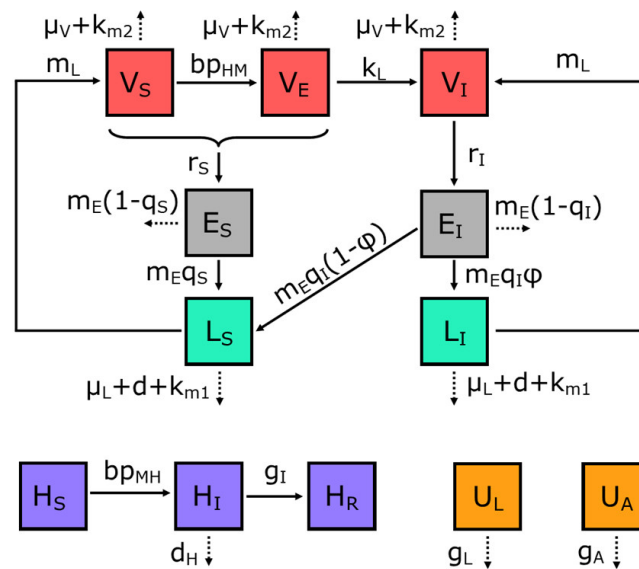 μV+km2 μV+km2 μV+km2
mL bpHM kL mL
VS VE VI
rS rI
mE(1-qS) ES EI mE(1-qI)
mEqS mEqI(1-φ) mEqIφ
LS LI
μL+d+km1 μL+d+km1
bpMH gI
HS HI HR UL UA
dH gL gA